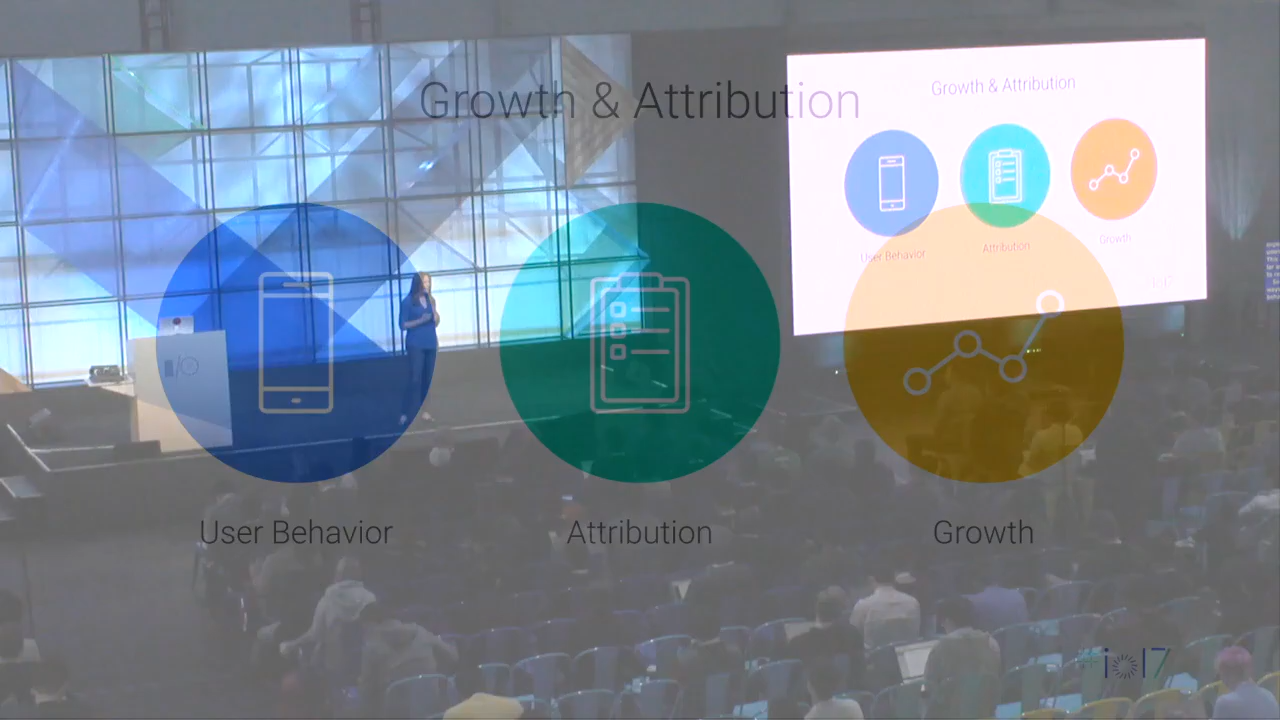 Growth & Attribution
User Behavior
Attribution
Growth
Growth & Attribution
User Behavior
Attribution
Growth
I/O
#io17